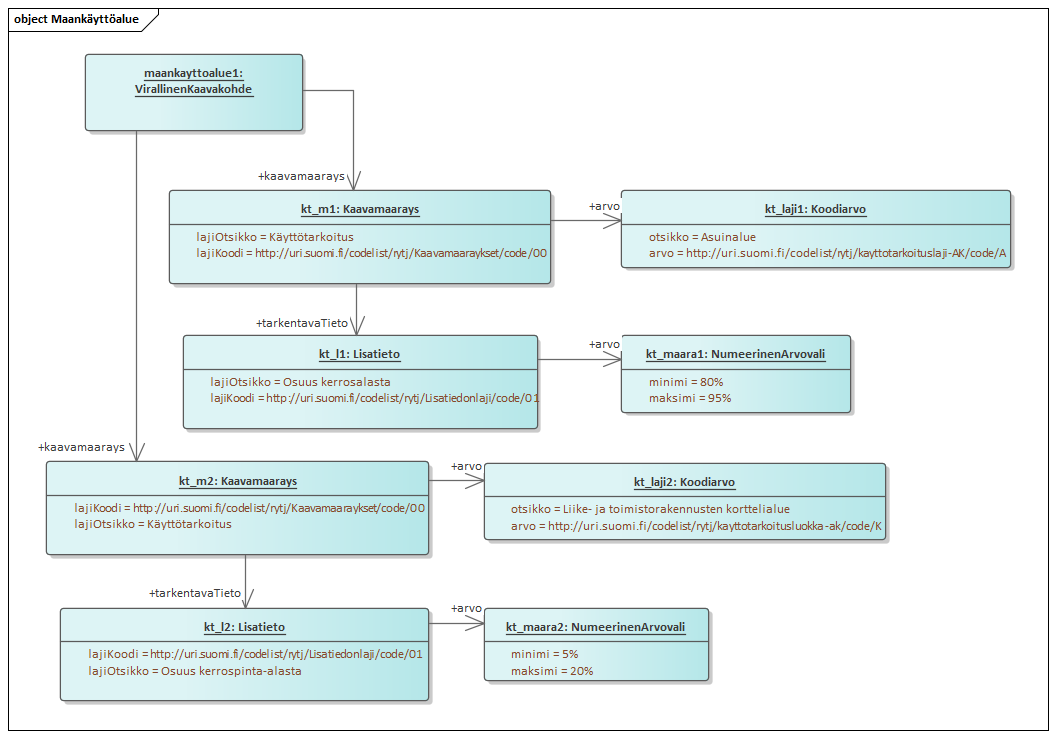 object Maankäyttöalue
maankayttoalue1:
VirallinenKaavakohde
+kaavamaarays
kt_m1: Kaavamaarays
lajiOtsikko = Käyttötarkoitus
lajiKoodi = http://uri.suomi.fi/codelist/rytj/Kaavamaaraykset/code/00
+arvo
kt_laji1: Koodiarvo
otsikko = Asuinalue
arvo = http://uri.suomi.fi/codelist/rytj/kayttotarkoituslaji-AK/code/A
+tarkentavaTieto
kt_l1: Lisatieto
lajiOtsikko = Osuus kerrosalasta
lajiKoodi = http://uri.suomi.fi/codelist/rytj/Lisatiedonlaji/code/01
+arvo
kt_maara1: NumeerinenArvovali
minimi = 80%
maksimi = 95%
+kaavamaarays
kt_m2: Kaavamaarays
lajiKoodi = http://uri.suomi.fi/codelist/rytj/Kaavamaaraykset/code/00
lajiOtsikko = Käyttötarkoitus
+arvo
kt_laji2: Koodiarvo
otsikko = Liike- ja toimistorakennusten korttelialue
arvo = http://uri.suomi.fi/codelist/rytj/kayttotarkoitusluokka-ak/code/K
+tarkentavaTieto
kt_l2: Lisatieto
lajiKoodi = http://uri.suomi.fi/codelist/rytj/Lisatiedonlaji/code/01
lajiOtsikko = Osuus kerrospinta-alasta
+arvo
kt_maara2: NumeerinenArvovali
minimi = 5%
maksimi = 20%